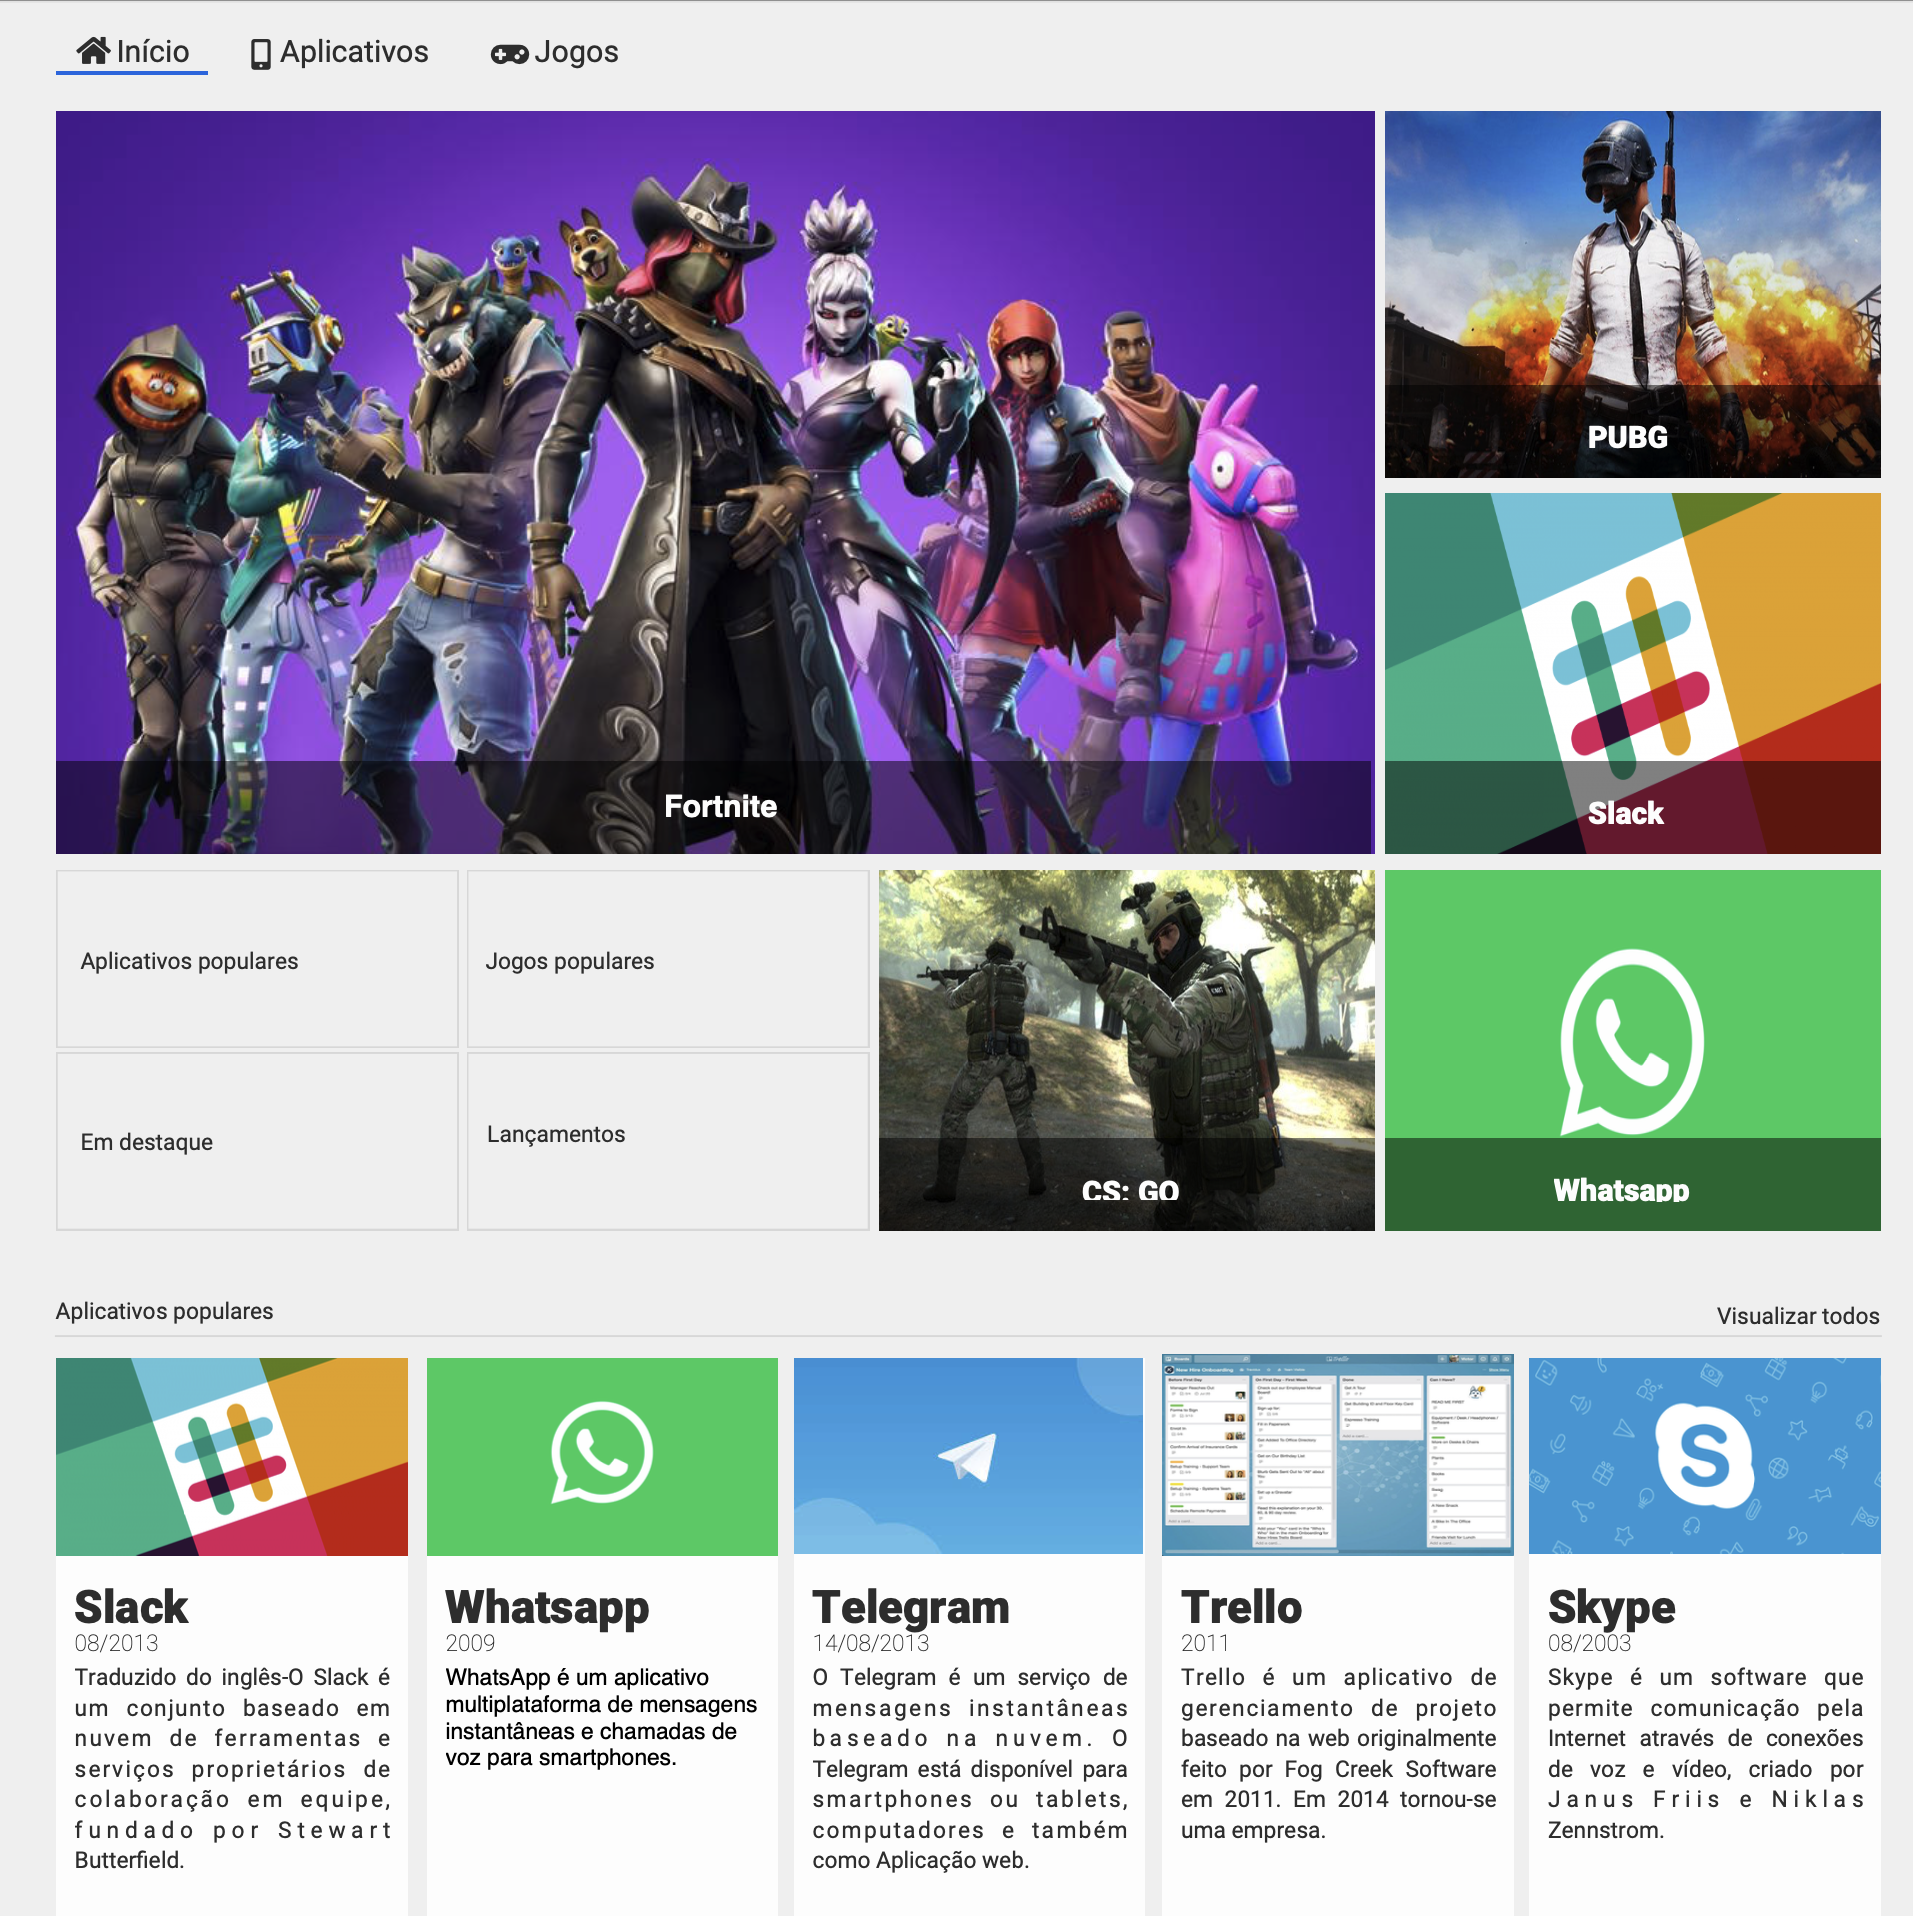 Início
Aplicativos
Jogos
PUBG
Fortnite
Slack
Aplicativos populares
Jogos populares
Em destaque
Lançamentos
CS: GO
Whatsapp
Aplicativos populares
Visualizar todos
New Hire Onboarding
Slack
08/2013
Traduzido do inglês-O Slack é
um conjunto baseado em
nuvem de ferramentas e
serviços proprietários de
colaboração em equipe,
fundado por Stewart
Butterfield.
Whatsapp
2009
WhatsApp é um aplicativo
multiplataforma de mensagens
instantâneas e chamadas de
voz para smartphones.
Telegram
14/08/2013
O Telegram é um serviço de
mensagens instantâneas
baseado na nuvem. O
Telegram está disponível para
smartphones ou tablets,
computadores e também
como Aplicação web.
Trello
2011
Trello é um aplicativo de
gerenciamento de projeto
baseado na web originalmente
feito por Fog Creek Software
em 2011. Em 2014 tornou-se
uma empresa.
Skype
08/2003
Skype é um software que
permite comunicação pela
Internet através de conexões
de voz e vídeo, criado por
Janus Friis e Niklas
Zennstrom.